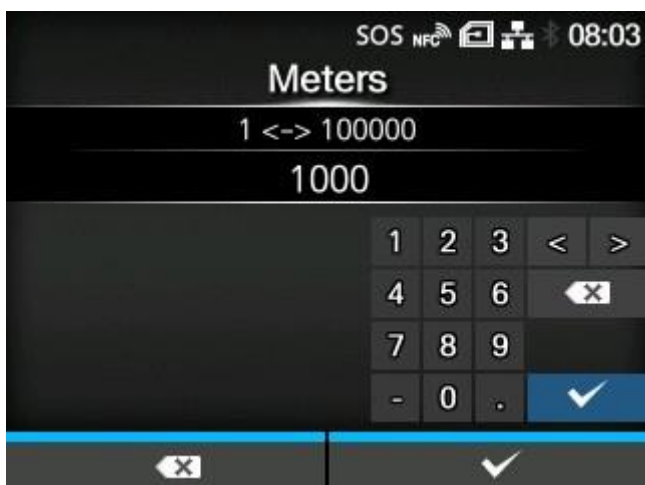 SOS NFC 08:03
Meters
1 <-> 100000
1000
1 2 3 < >
4 5 6
7 8 9
- 0 .